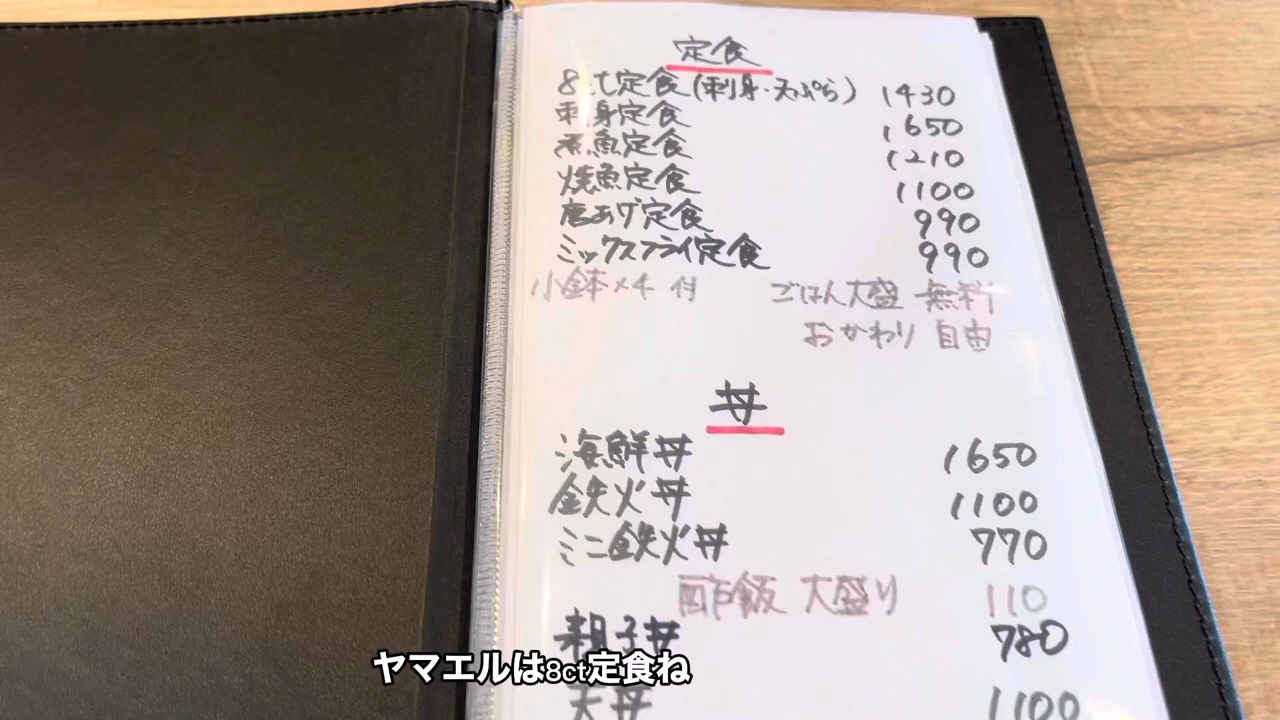 定食
8ct定食(刺身・天ぷら) 1430
刺身定食 1650
煮魚定食 1210
焼魚定食 1100
唐あげ定食 990
ミックスフライ定食 990
小鉢×4 付 ごはん大盛 無料
おかわり 自由
丼
海鮮丼 1650
鉄火丼 1100
ミニ鉄火丼 770
酢飯 大盛り 110
親子丼 780
天丼 1100
ヤマエルは8ct定食ね